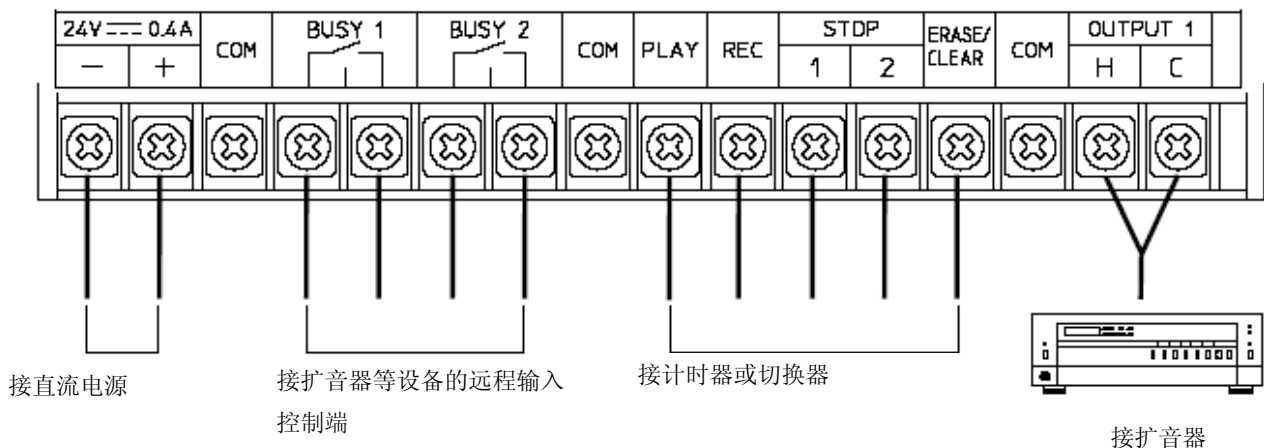 24V⎓0.4A
COM
BUSY 1
BUSY 2
COM
PLAY
REC
STOP
ERASE/
CLEAR
COM
OUTPUT 1
−
+
1
2
H
C
接直流电源
接扩音器等设备的远程输入
控制端
接计时器或切换器
接扩音器